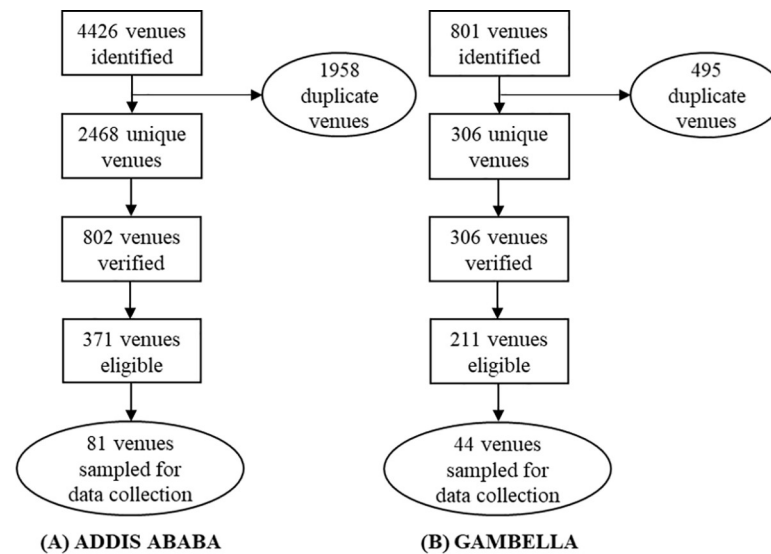 4426 venues
identified
1958
duplicate
venues
2468 unique
venues
802 venues
verified
371 venues
eligible
81 venues
sampled for
data collection
(A) ADDIS ABABA
801 venues
identified
495
duplicate
venues
306 unique
venues
306 venues
verified
211 venues
eligible
44 venues
sampled for
data collection
(B) GAMBELLA